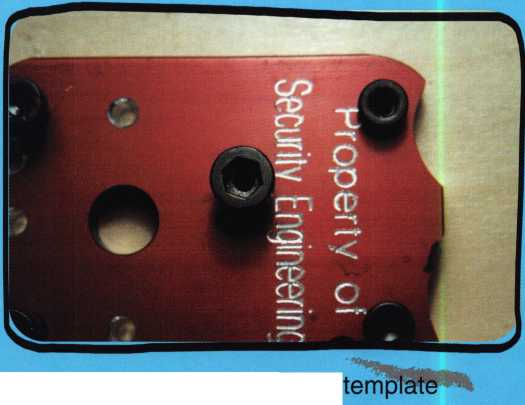 Property of
Security Engineering
template